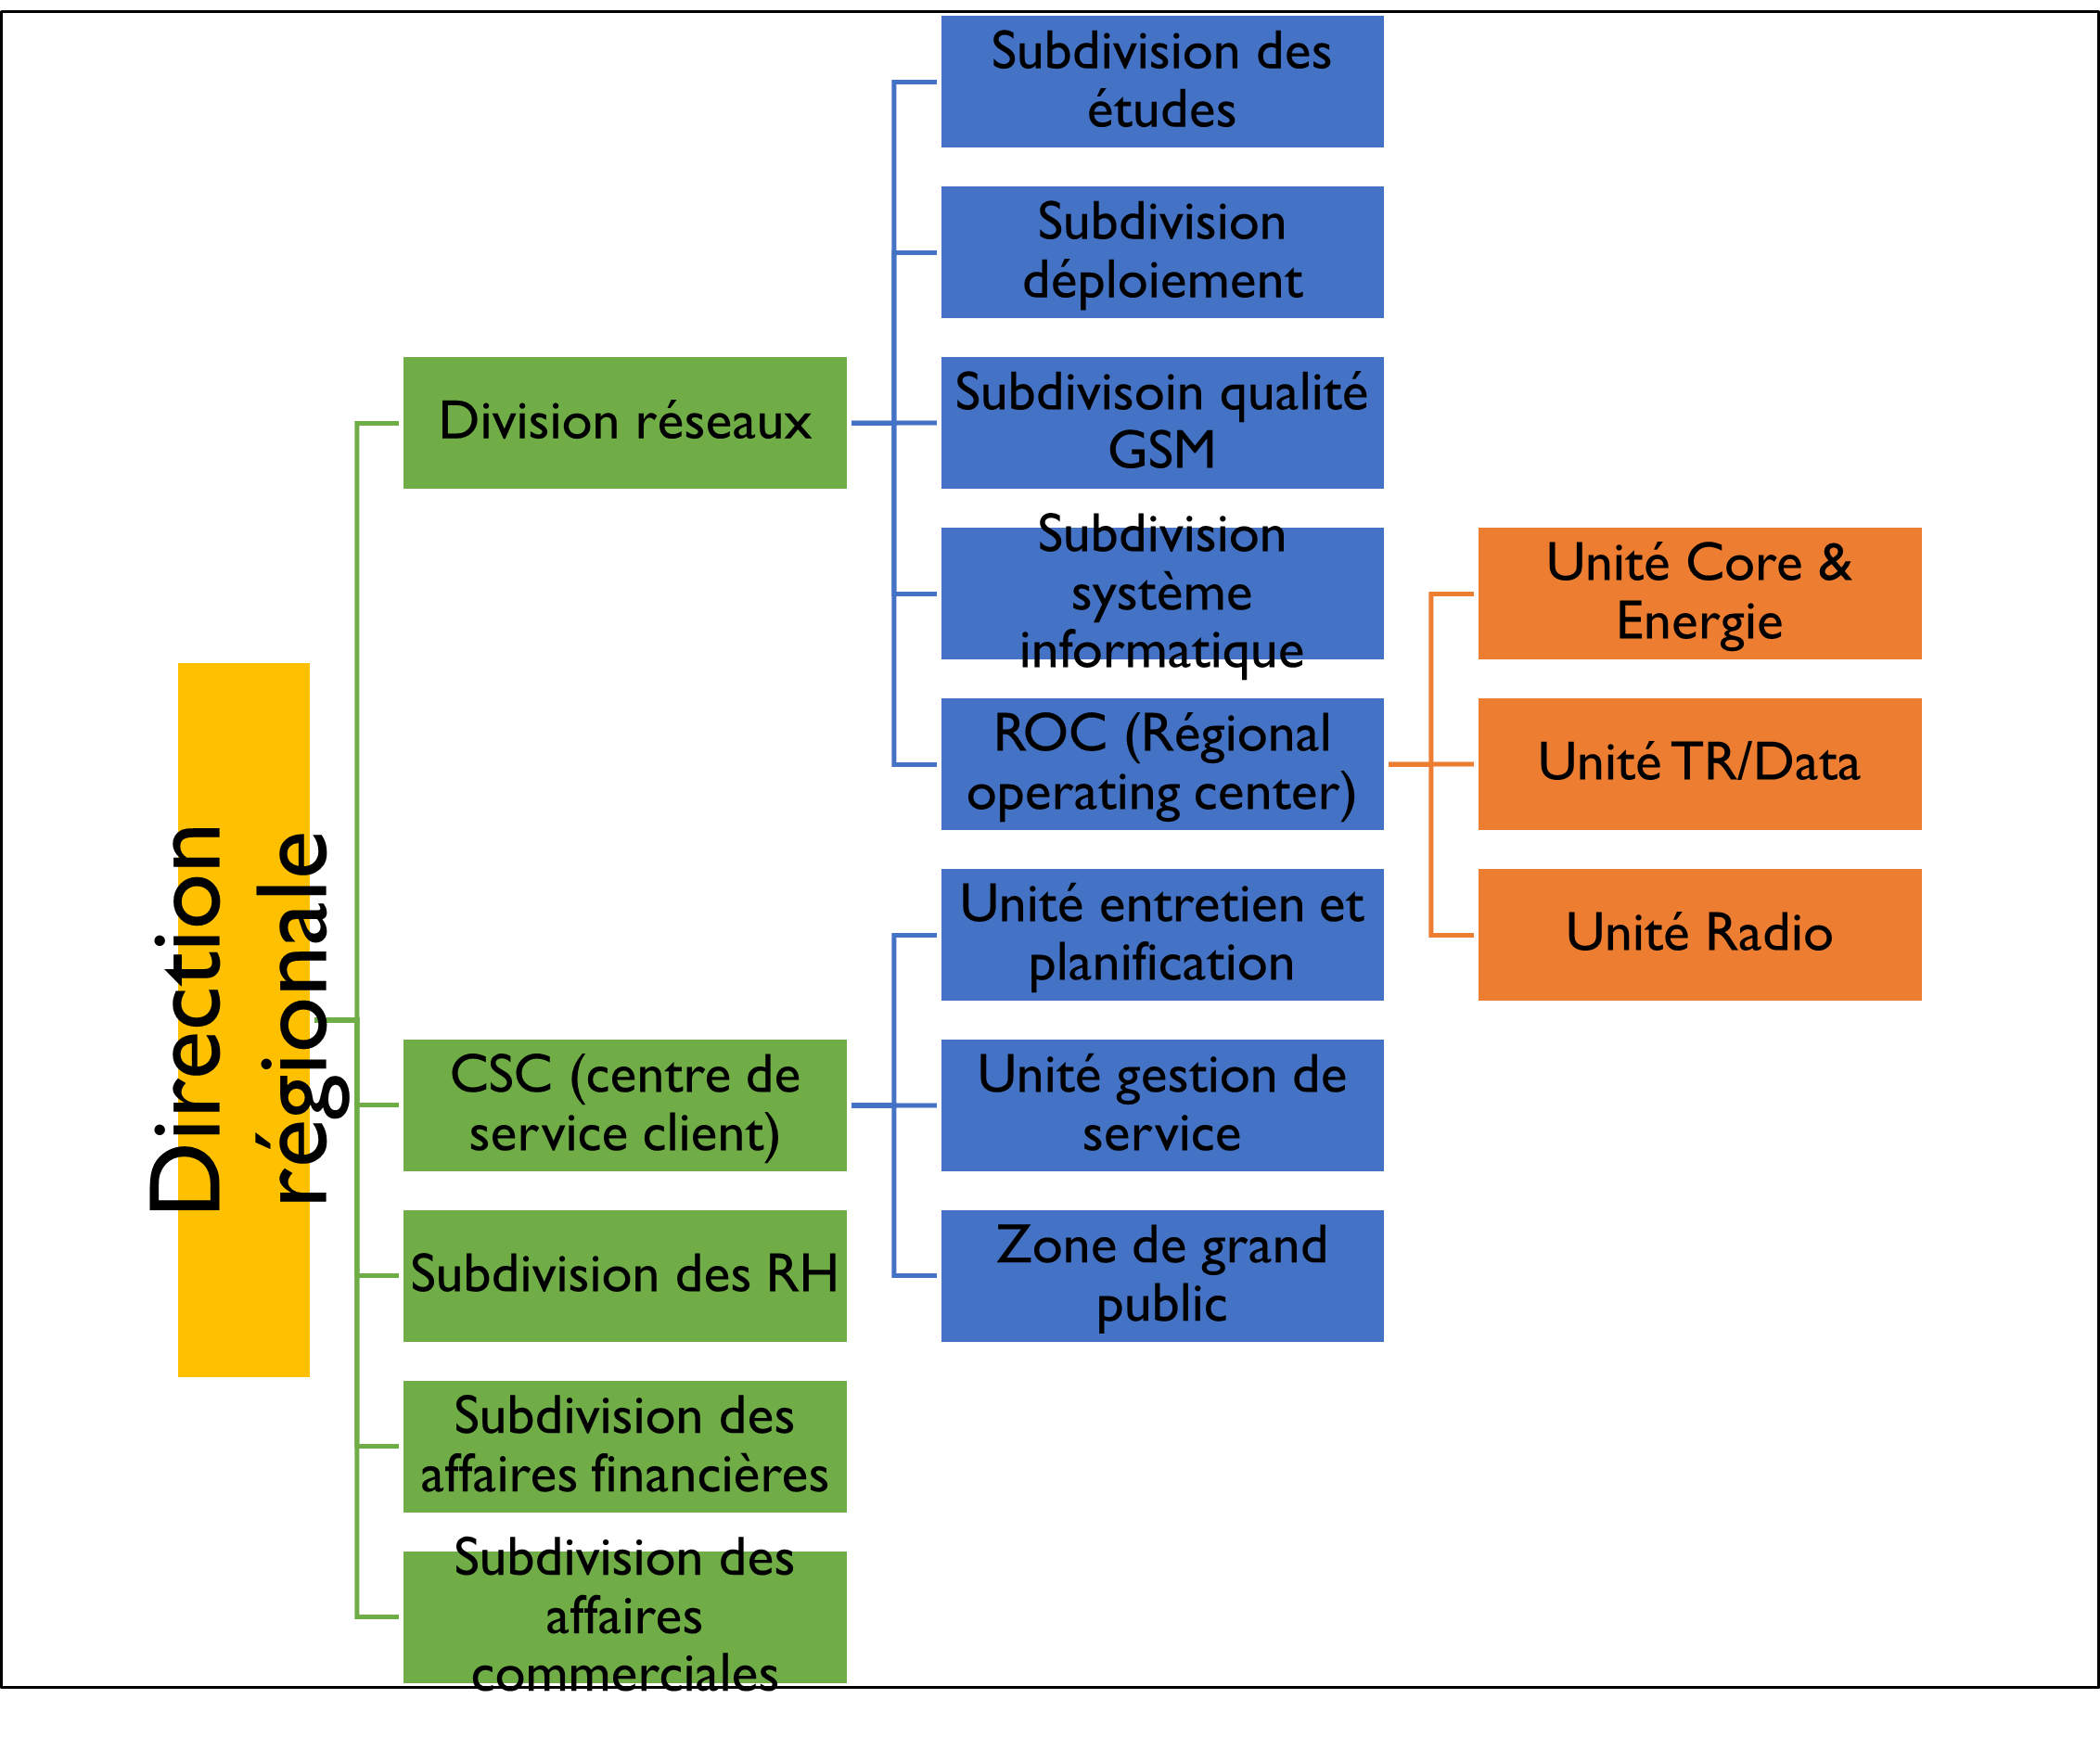 Direction
régionale
Division réseaux
Subdivision des
études
Subdivision
déploiement
Subdivisoin qualité
GSM
Subdivision
système
informatique
ROC (Régional
operating center)
Unité Core &
Energie
Unité TR/Data
Unité Radio
CSC (centre de
service client)
Unité entretien et
planification
Unité gestion de
service
Zone de grand
public
Subdivision des RH
Subdivision des
affaires financières
Subdivision des
affaires
commerciales